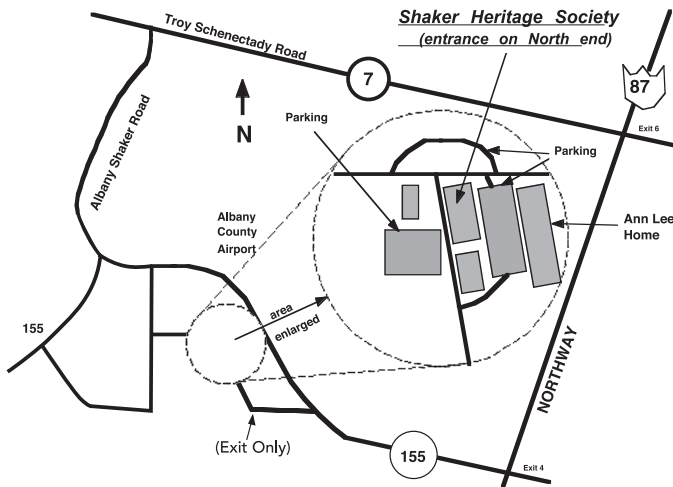 Shaker Heritage Society
(entrance on North end)
Troy Schenectady Road
7
87
Exit 6
N
Albany Shaker Road
Parking
Parking
Albany
County
Airport
Ann Lee
Home
area
enlarged
155
NORTHWAY
(Exit Only)
155
Exit 4